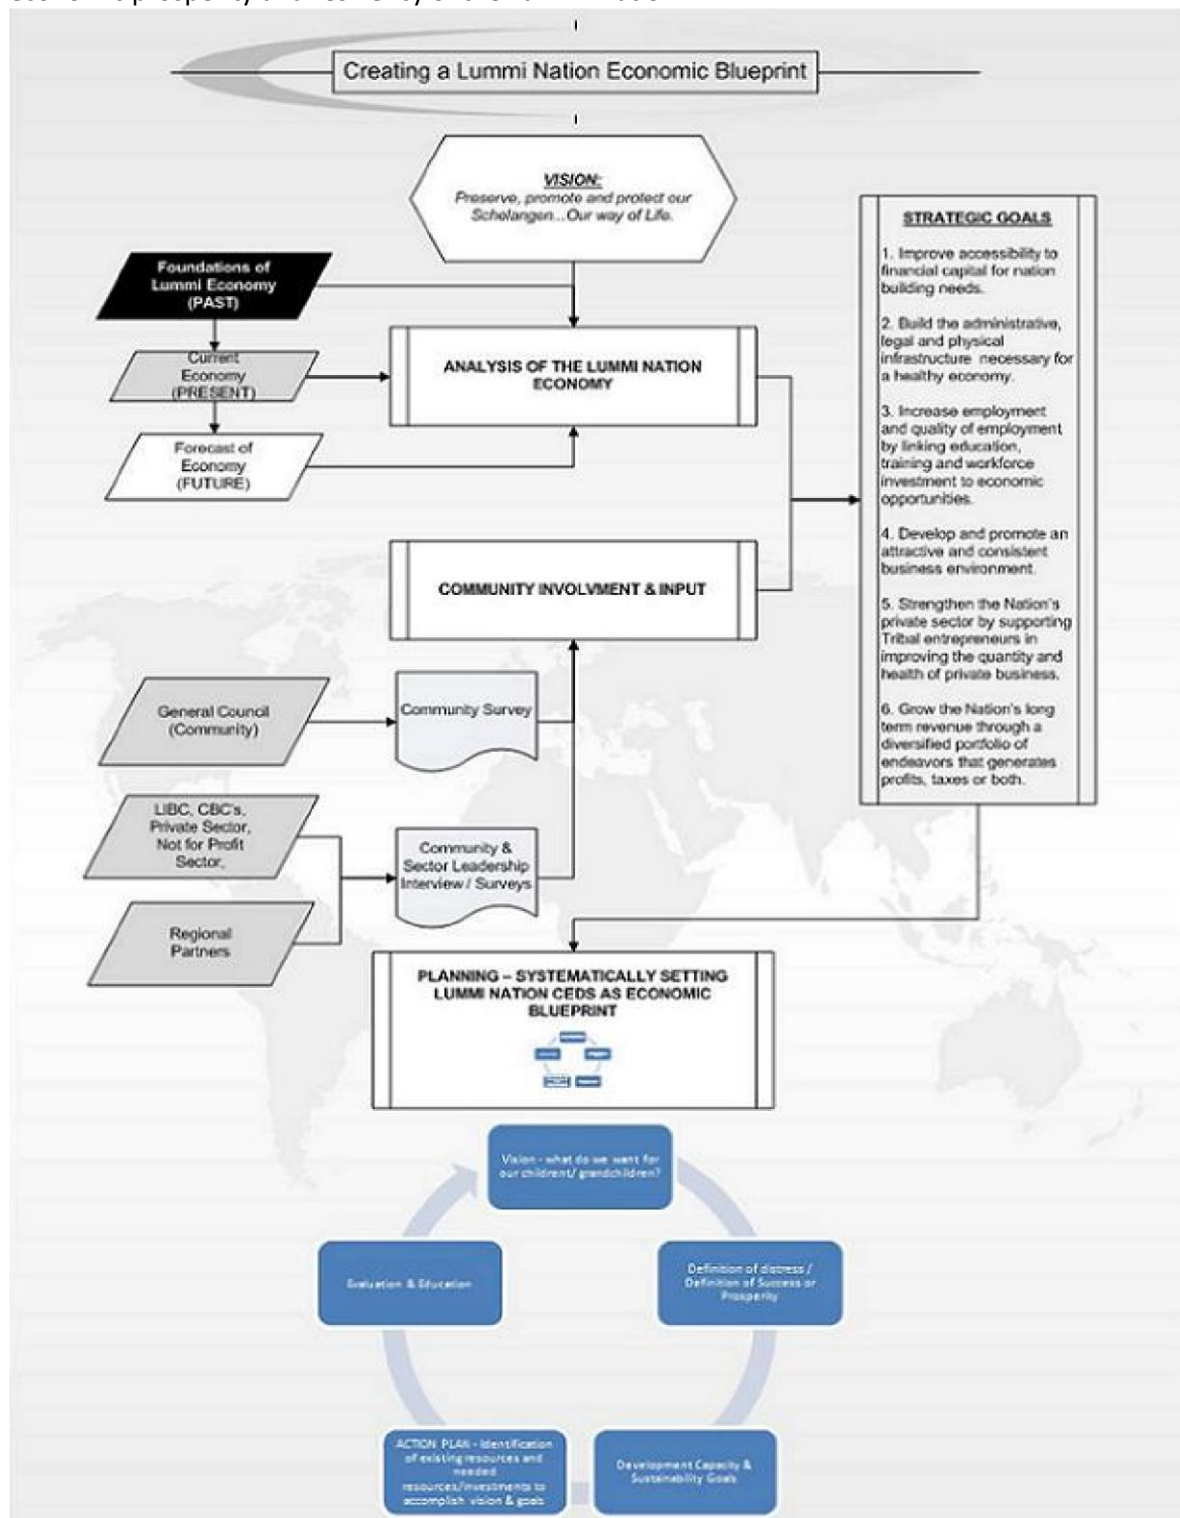 Creating a Lummi Nation Economic Blueprint
VISION:
Preserve, promote and protect our
Schelangen...Our way of Life.
Foundations of
Lummi Economy
(PAST)
Current
Economy
(PRESENT)
Forecast of
Economy
(FUTURE)
ANALYSIS OF THE LUMMI NATION
ECONOMY
COMMUNITY INVOLVMENT & INPUT
General Council
(Community)
Community Survey
LIBC, CBC's,
Private Sector,
Not for Profit
Sector,
Regional
Partners
Community &
Sector Leadership
Interview / Surveys
STRATEGIC GOALS
1. Improve accessibility to
financial capital for nation
building needs.
2. Build the administrative,
legal and physical
infrastructure necessary for
a healthy economy.
3. Increase employment
and quality of employment
by linking education,
training and workforce
investment to economic
opportunities.
4. Develop and promote an
attractive and consistent
business environment.
5. Strengthen the Nation's
private sector by supporting
Tribal entrepreneurs in
improving the quantity and
health of private business.
6. Grow the Nation's long
term revenue through a
diversified portfolio of
endeavors that generates
profits, taxes or both.
PLANNING – SYSTEMATICALLY SETTING
LUMMI NATION CEDS AS ECONOMIC
BLUEPRINT
Vision - what do we want for
our childrent/ grandchildren?
Definition of distress /
Definition of Success or
Prosperity
Development Capacity &
Sustainability Goals
ACTION PLAN - Identification
of existing resources and
needed
resources/investments to
accomplish vision & goals
Evaluation & Education